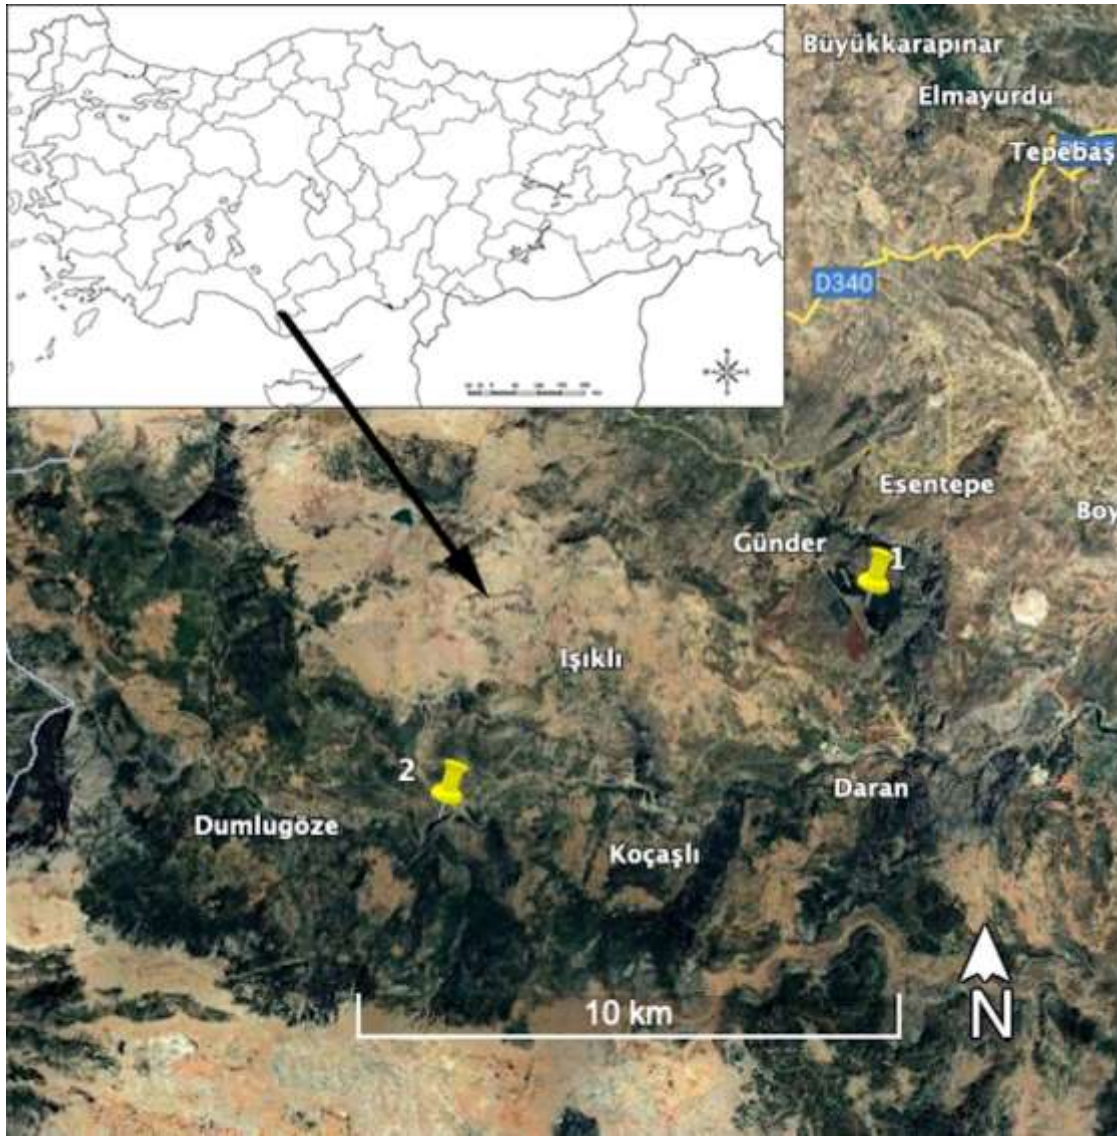 Büyükkarapınar
Elmayurdu
Tepebaş
D340
Esentepe
Boy
Günder
1
Işıklı
2
Daran
Dumlugöze
Koçaşlı
10 km
N